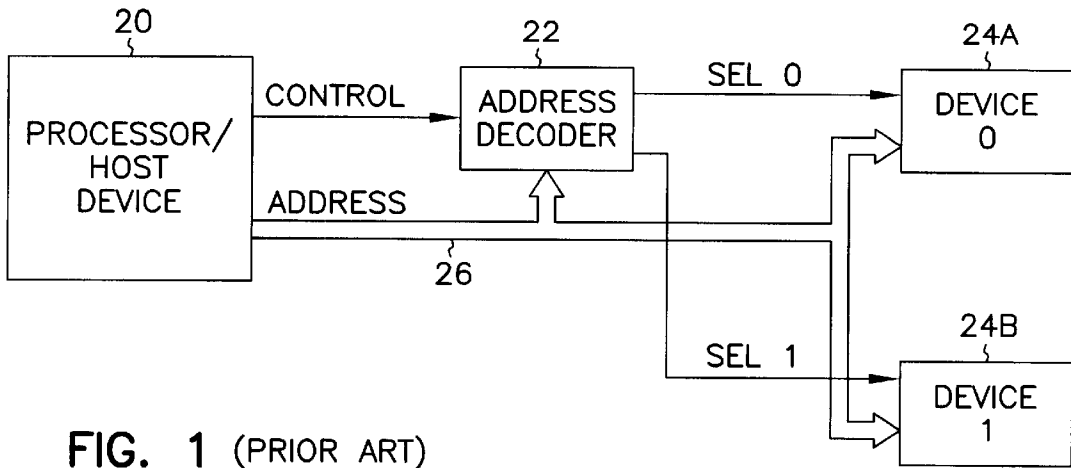 20
22
24A
PROCESSOR/
HOST
DEVICE
CONTROL
ADDRESS
DECODER
SEL 0
DEVICE
0
ADDRESS
26
SEL 1
24B
DEVICE
1
FIG. 1 (PRIOR ART)